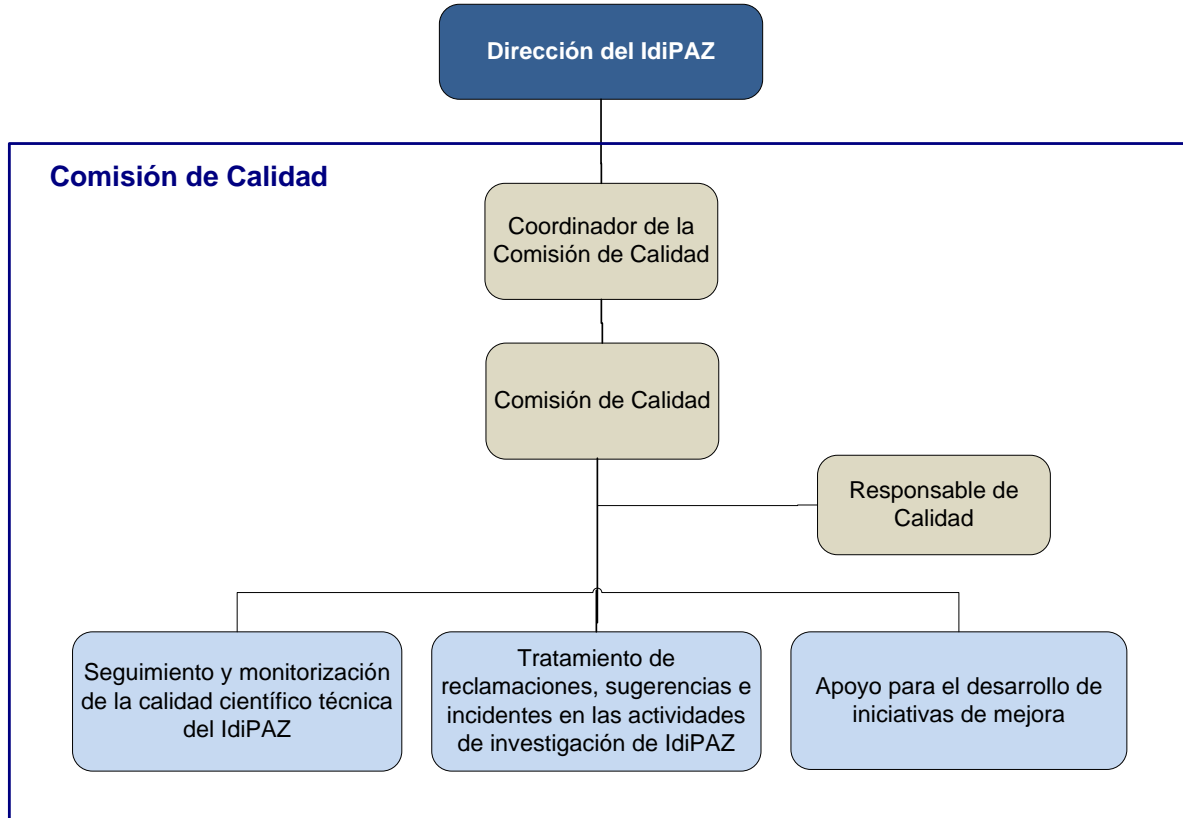 Dirección del IdiPAZ
Comisión de Calidad
Coordinador de la
Comisión de Calidad
Comisión de Calidad
Responsable de
Calidad
Seguimiento y monitorización
de la calidad científico técnica
del IdiPAZ
Tratamiento de
reclamaciones, sugerencias e
incidentes en las actividades
de investigación de IdiPAZ
Apoyo para el desarrollo de
iniciativas de mejora